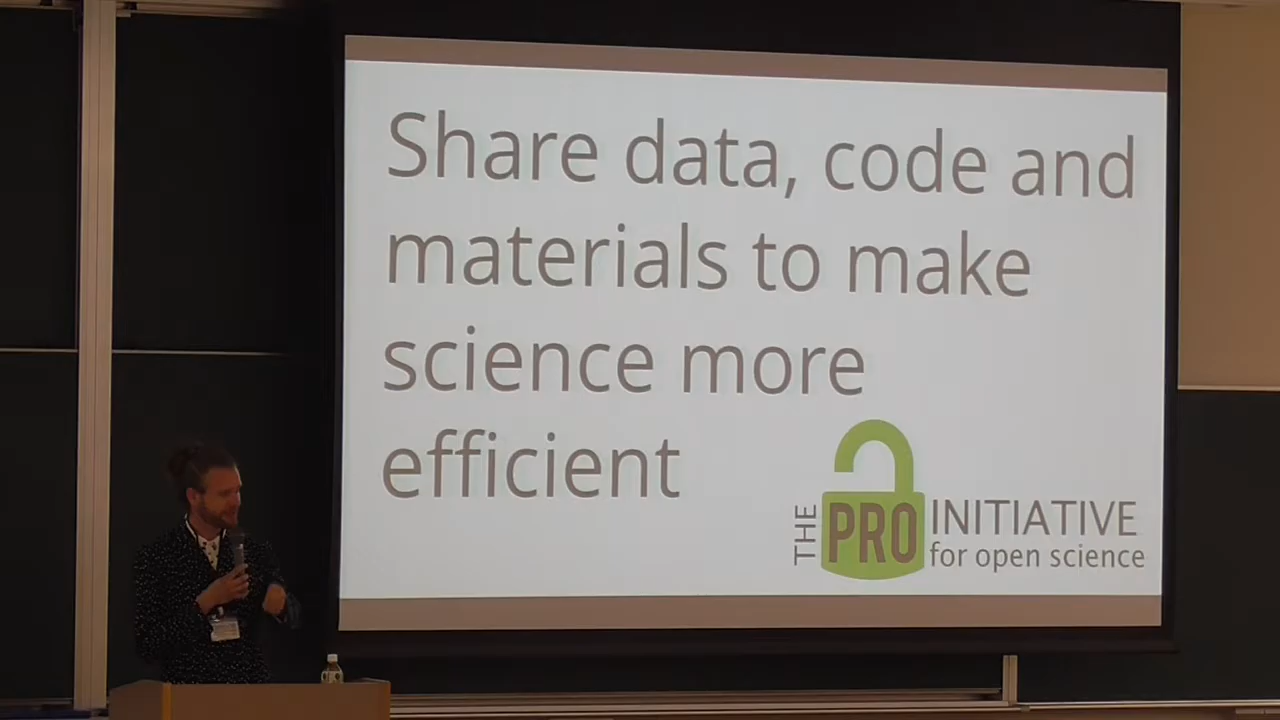 Share data, code and
materials to make
science more
efficient
THE PRO INITIATIVE
for open science